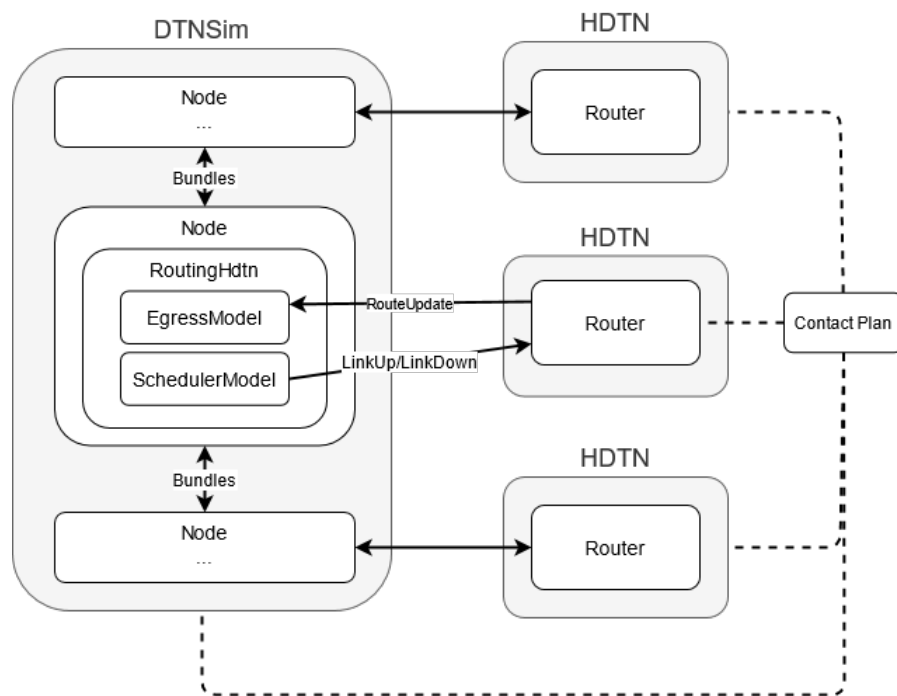 DTNSim
HDTN
Node
...
Router
Bundles
Node
HDTN
RoutingHdtn
EgressModel
RouteUpdate
Router
Contact Plan
SchedulerModel
LinkUp/LinkDown
Bundles
HDTN
Node
...
Router